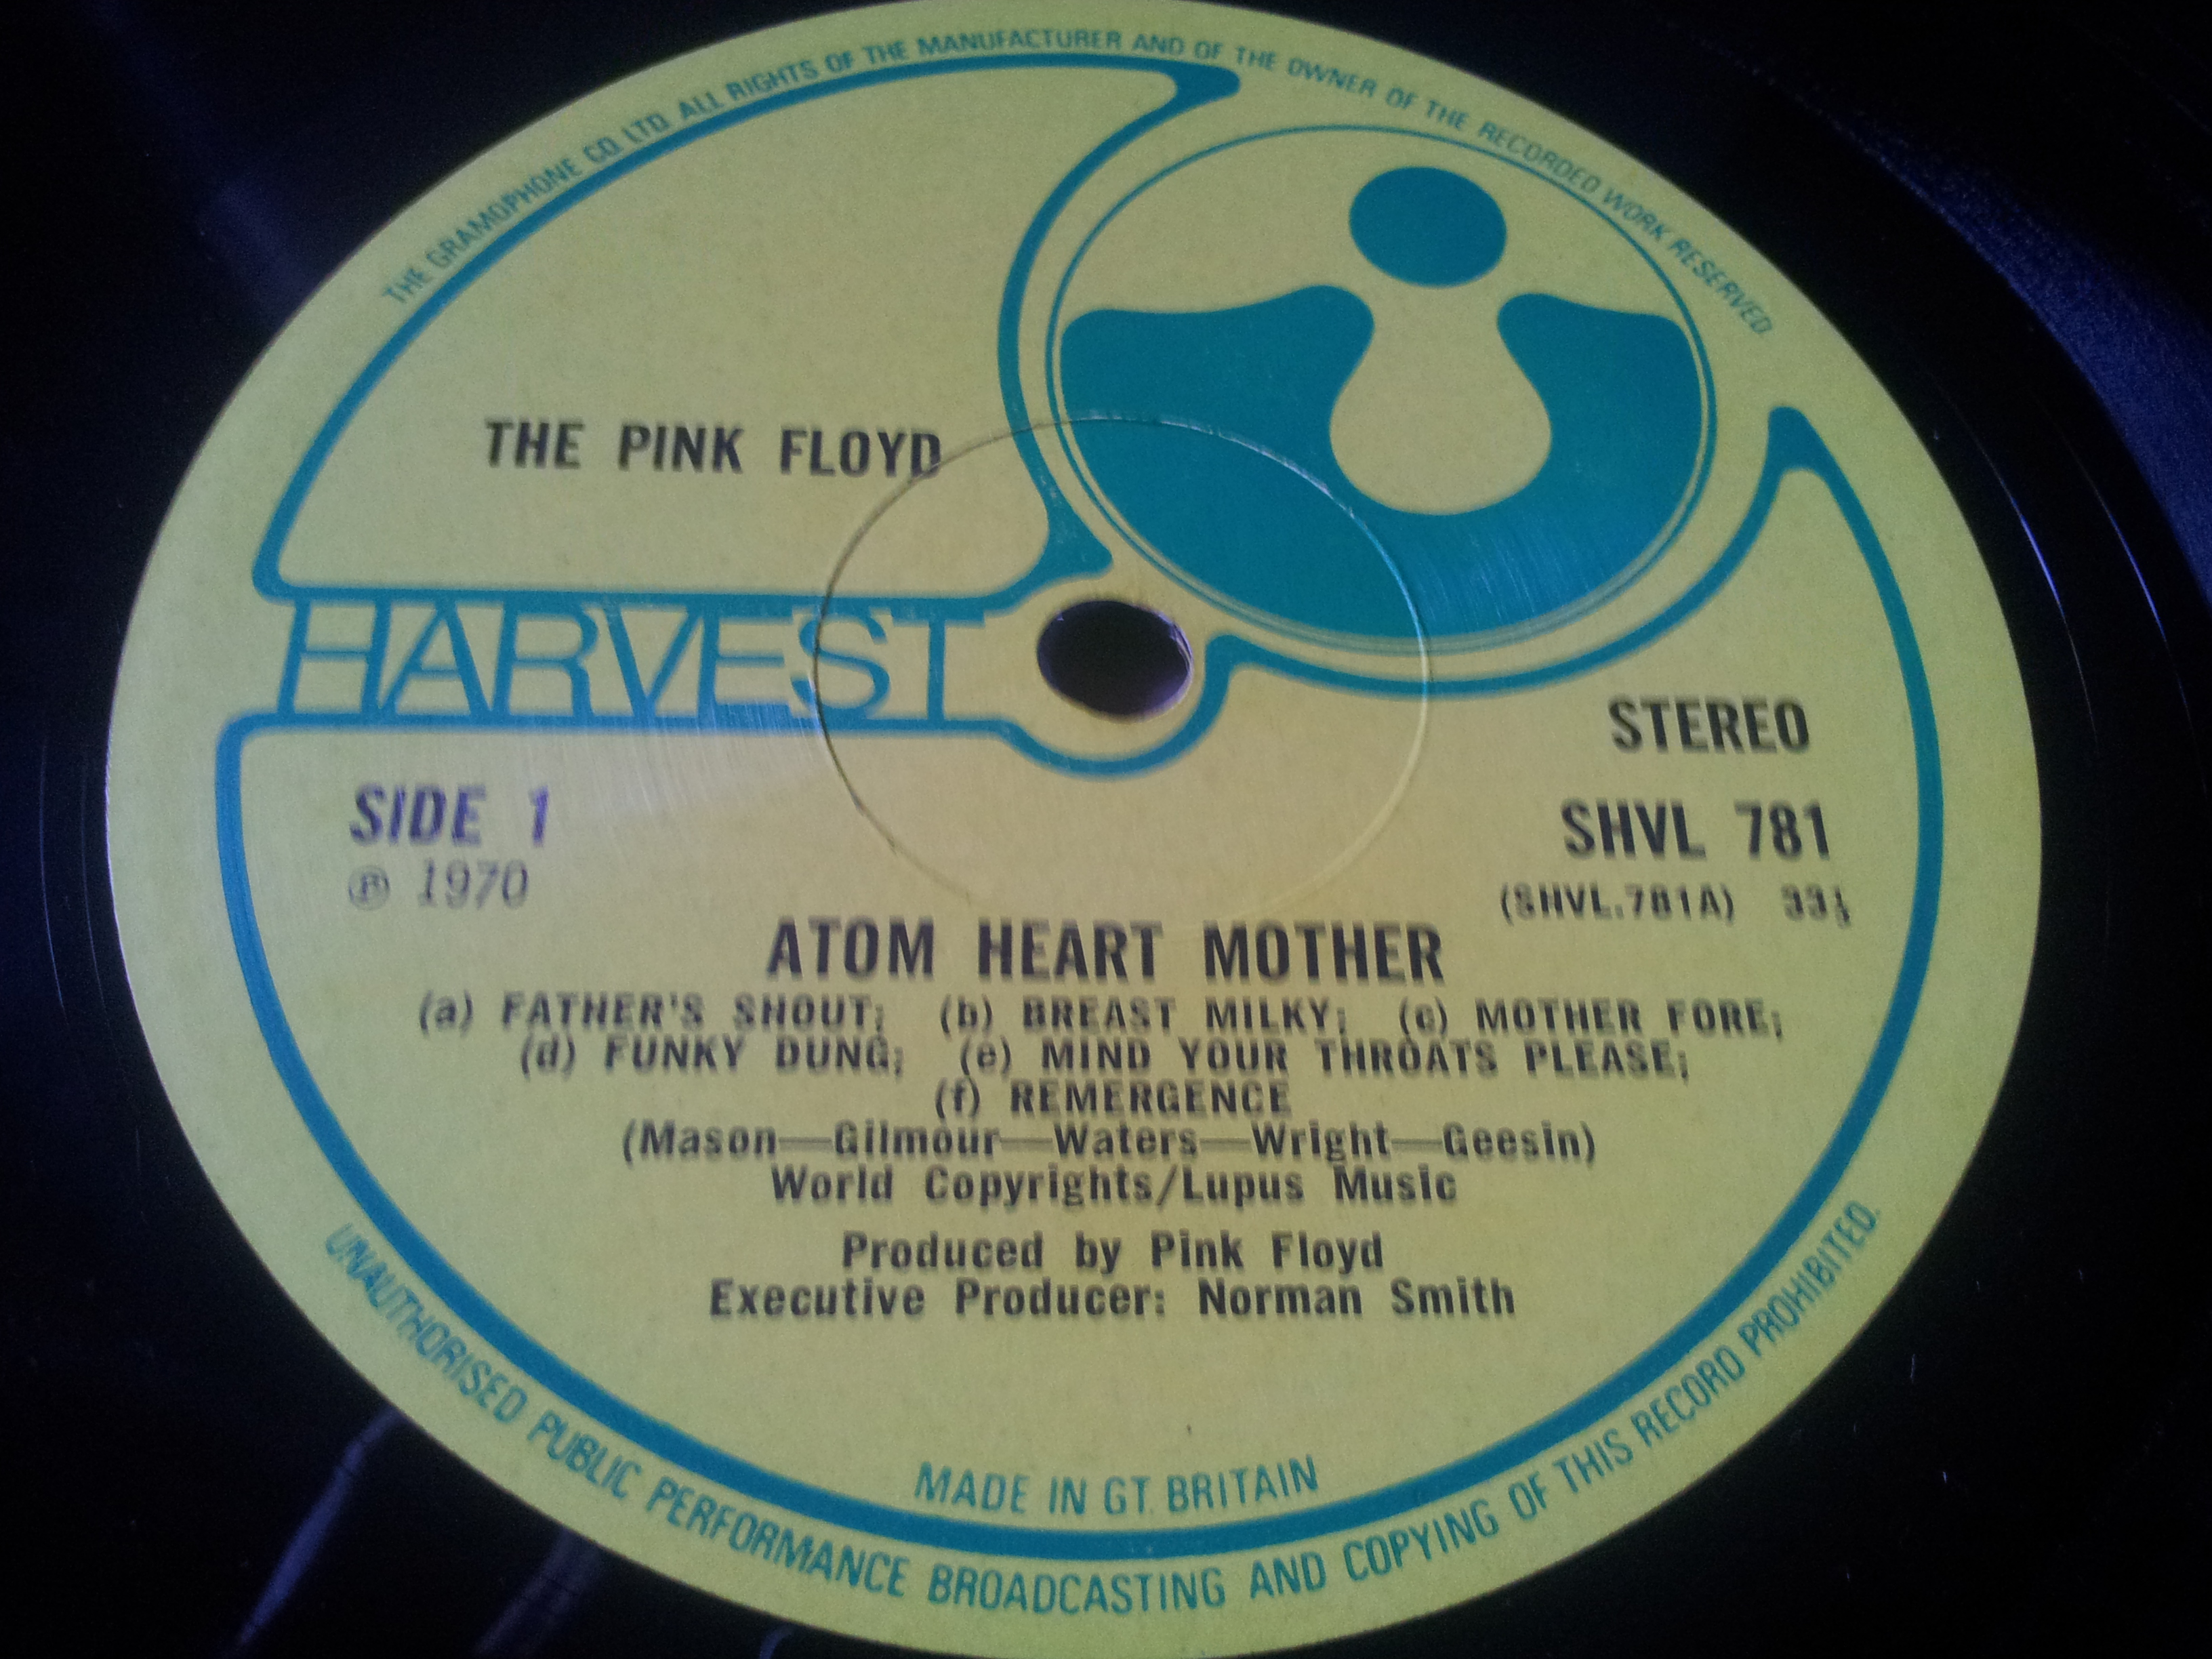 THE GRAMOPHONE CO LTD ALL RIGHTS OF THE MANUFACTURER AND OF THE OWNER OF THE RECORDED WORK RESERVED
THE PINK FLOYD
HARVEST
STEREO
SIDE 1
SHVL 781
℗ 1970
(SHVL.781A) 33⅓
ATOM HEART MOTHER
(a) FATHER'S SHOUT; (b) BREAST MILKY; (c) MOTHER FORE;
(d) FUNKY DUNG; (e) MIND YOUR THROATS PLEASE;
(f) REMERGENCE
(Mason—Gilmour—Waters—Wright—Geesin)
World Copyrights/Lupus Music
Produced by Pink Floyd
Executive Producer: Norman Smith
MADE IN GT. BRITAIN
UNAUTHORISED PUBLIC PERFORMANCE BROADCASTING AND COPYING OF THIS RECORD PROHIBITED.